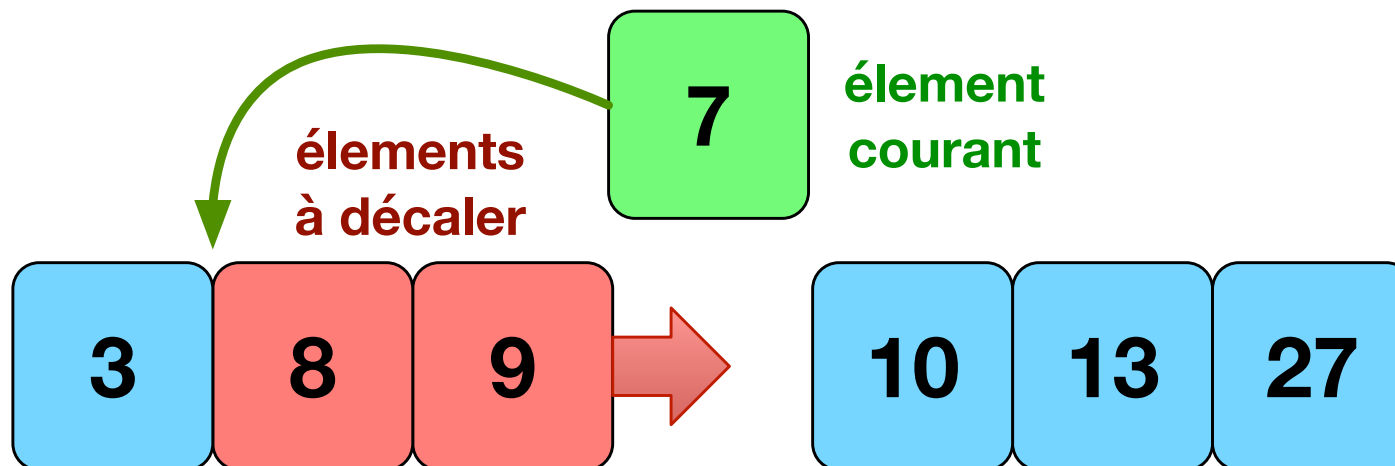 7
élement
courant
élements
à décaler
3 8 9 10 13 27